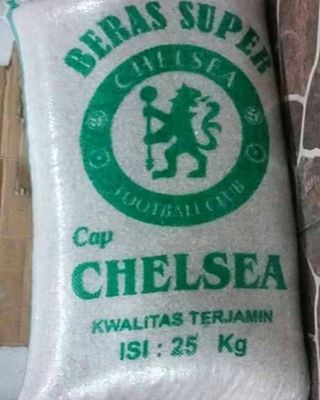 BERAS SUPER
CHELSEA
FOOTBALL CLUB
Cap
CHELSEA
KWALITAS TERJAMIN
ISI : 25 Kg